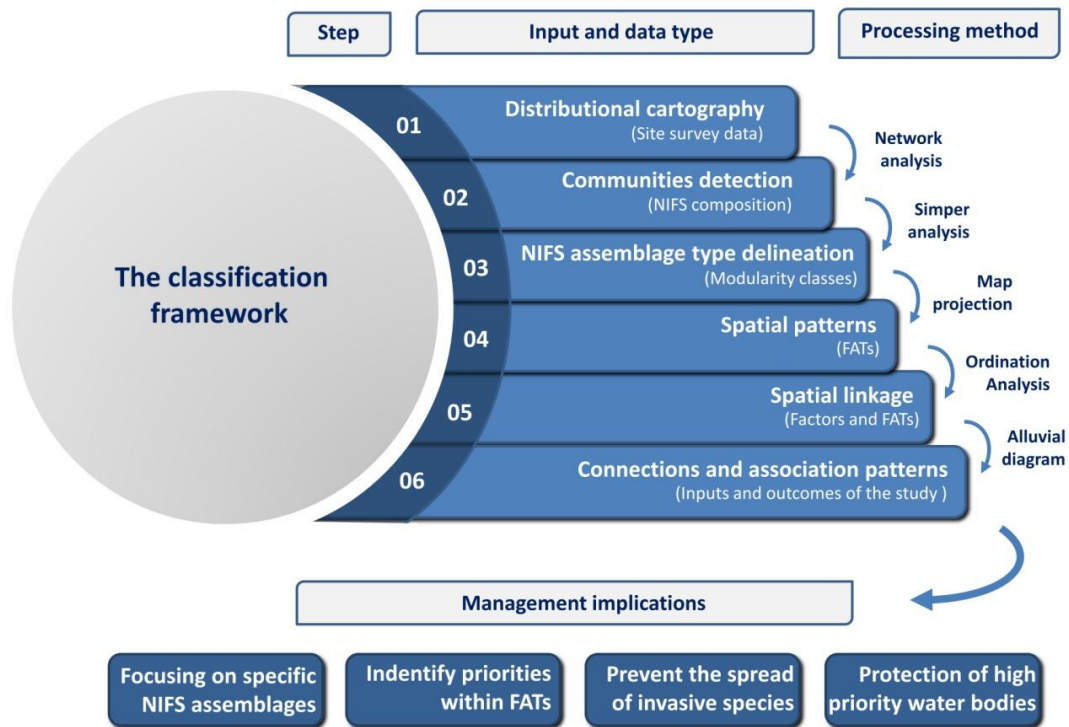 Step
Input and data type
Processing method
The classification
framework
01
Distributional cartography
(Site survey data)
Network
analysis
02
Communities detection
(NIFS composition)
Simper
analysis
03
NIFS assemblage type delineation
(Modularity classes)
Map
projection
04
Spatial patterns
(FATs)
Ordination
Analysis
05
Spatial linkage
(Factors and FATs)
Alluvial
diagram
06
Connections and association patterns
(Inputs and outcomes of the study )
Management implications
Focusing on specific
NIFS assemblages
Indentify priorities
within FATs
Prevent the spread
of invasive species
Protection of high
priority water bodies